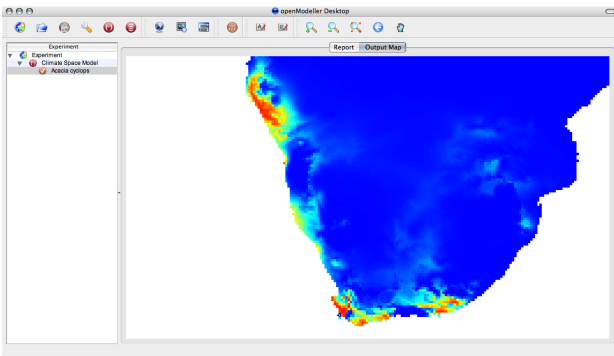 openModeller Desktop
Experiment
Report Output Map
Experiment
Climate Space Model
Acacia cyclops